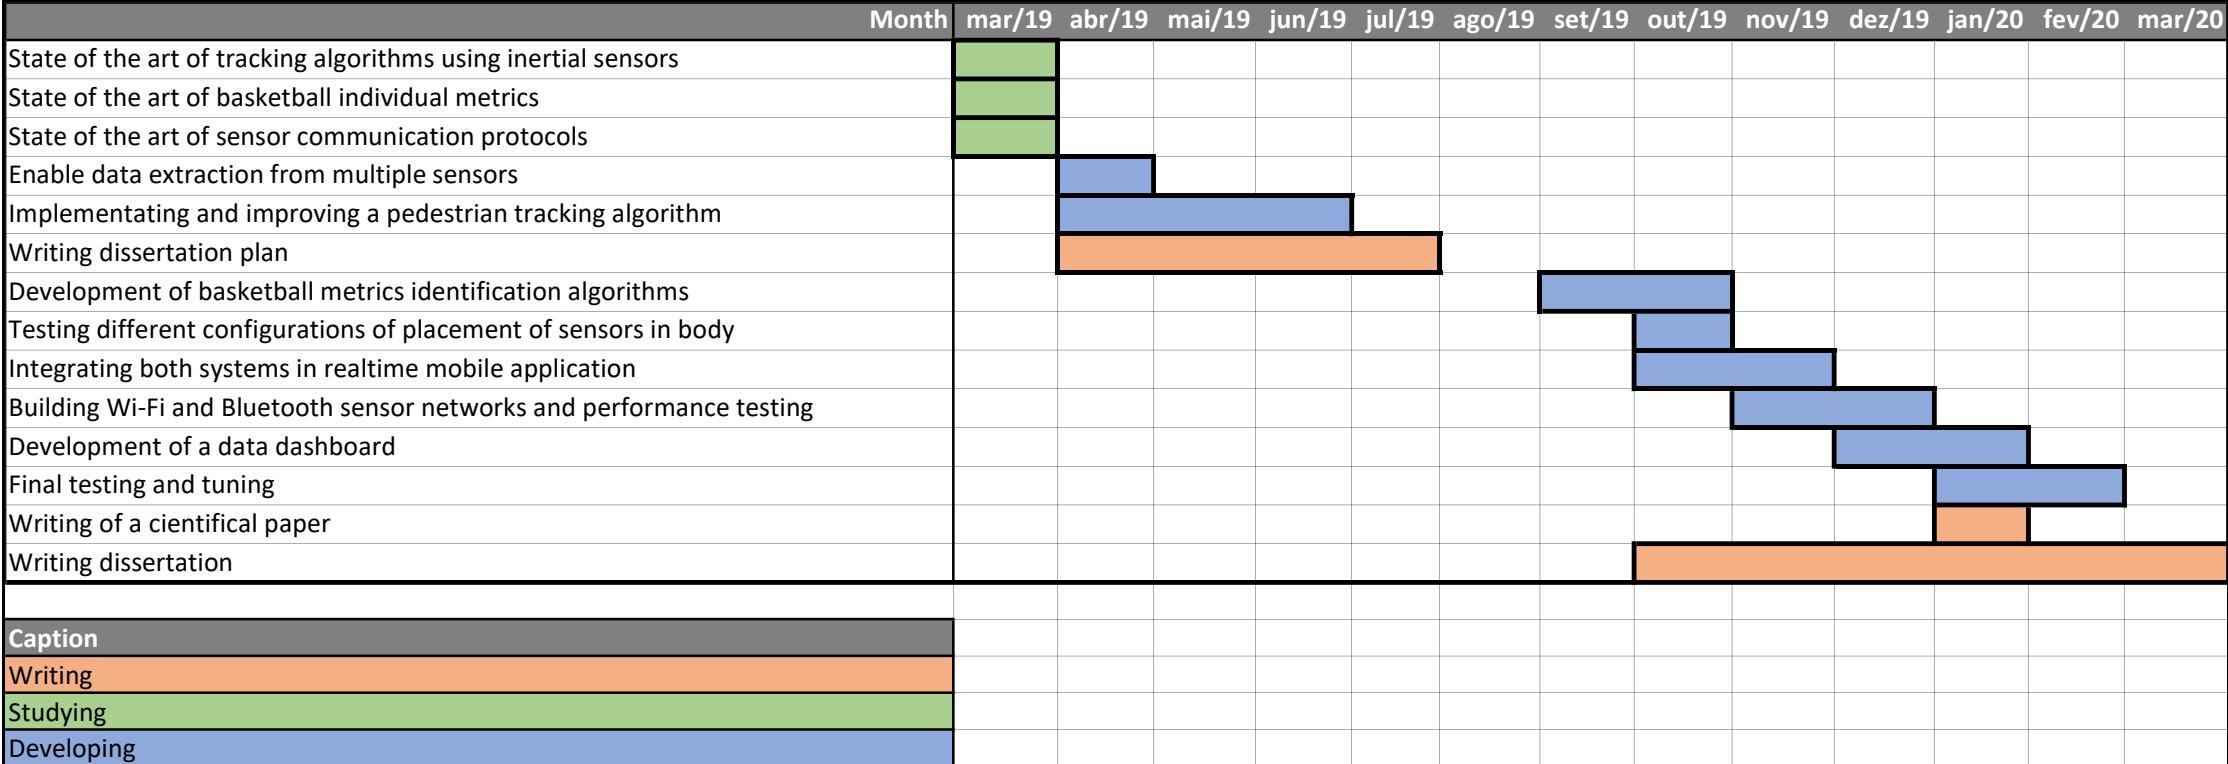 Month mar/19 abr/19 mai/19 jun/19 jul/19 ago/19 set/19 out/19 nov/19 dez/19 jan/20 fev/20 mar/20
State of the art of tracking algorithms using inertial sensors
State of the art of basketball individual metrics
State of the art of sensor communication protocols
Enable data extraction from multiple sensors
Implementating and improving a pedestrian tracking algorithm
Writing dissertation plan
Development of basketball metrics identification algorithms
Testing different configurations of placement of sensors in body
Integrating both systems in realtime mobile application
Building Wi-Fi and Bluetooth sensor networks and performance testing
Development of a data dashboard
Final testing and tuning
Writing of a cientifical paper
Writing dissertation
Caption
Writing
Studying
Developing